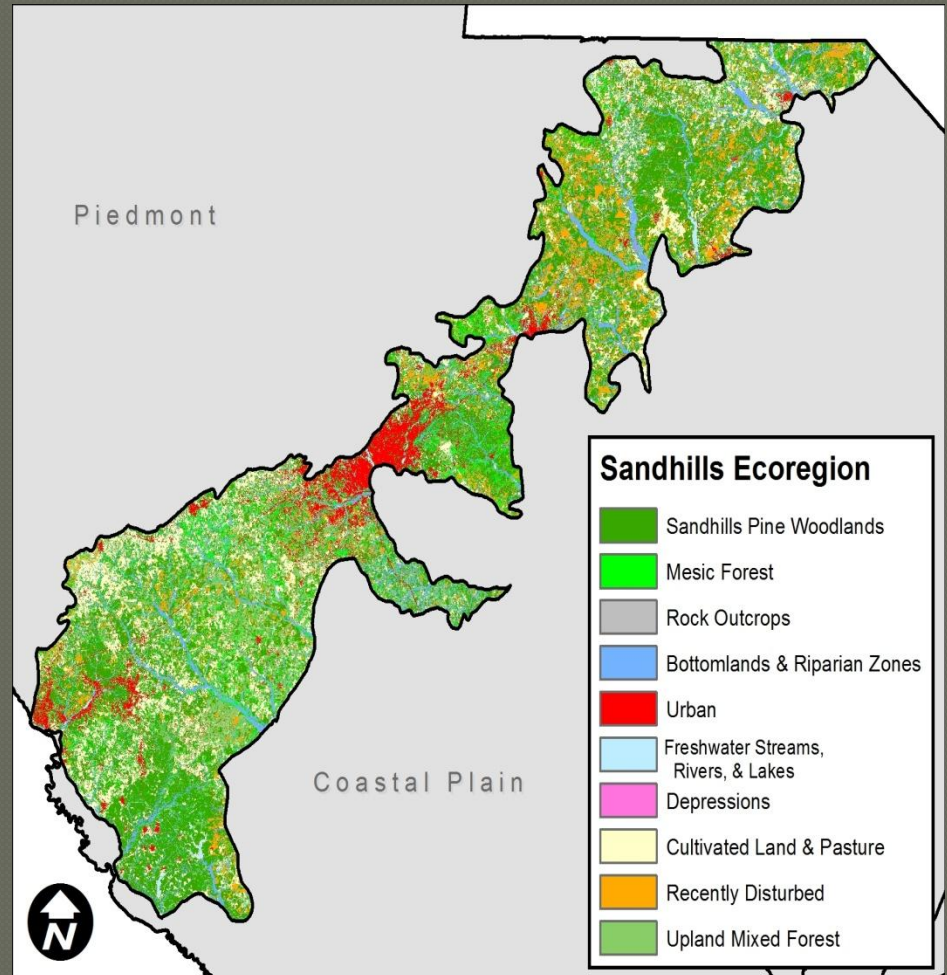 Piedmont
Coastal Plain
N
Sandhills Ecoregion
Sandhills Pine Woodlands
Mesic Forest
Rock Outcrops
Bottomlands & Riparian Zones
Urban
Freshwater Streams,
Rivers, & Lakes
Depressions
Cultivated Land & Pasture
Recently Disturbed
Upland Mixed Forest